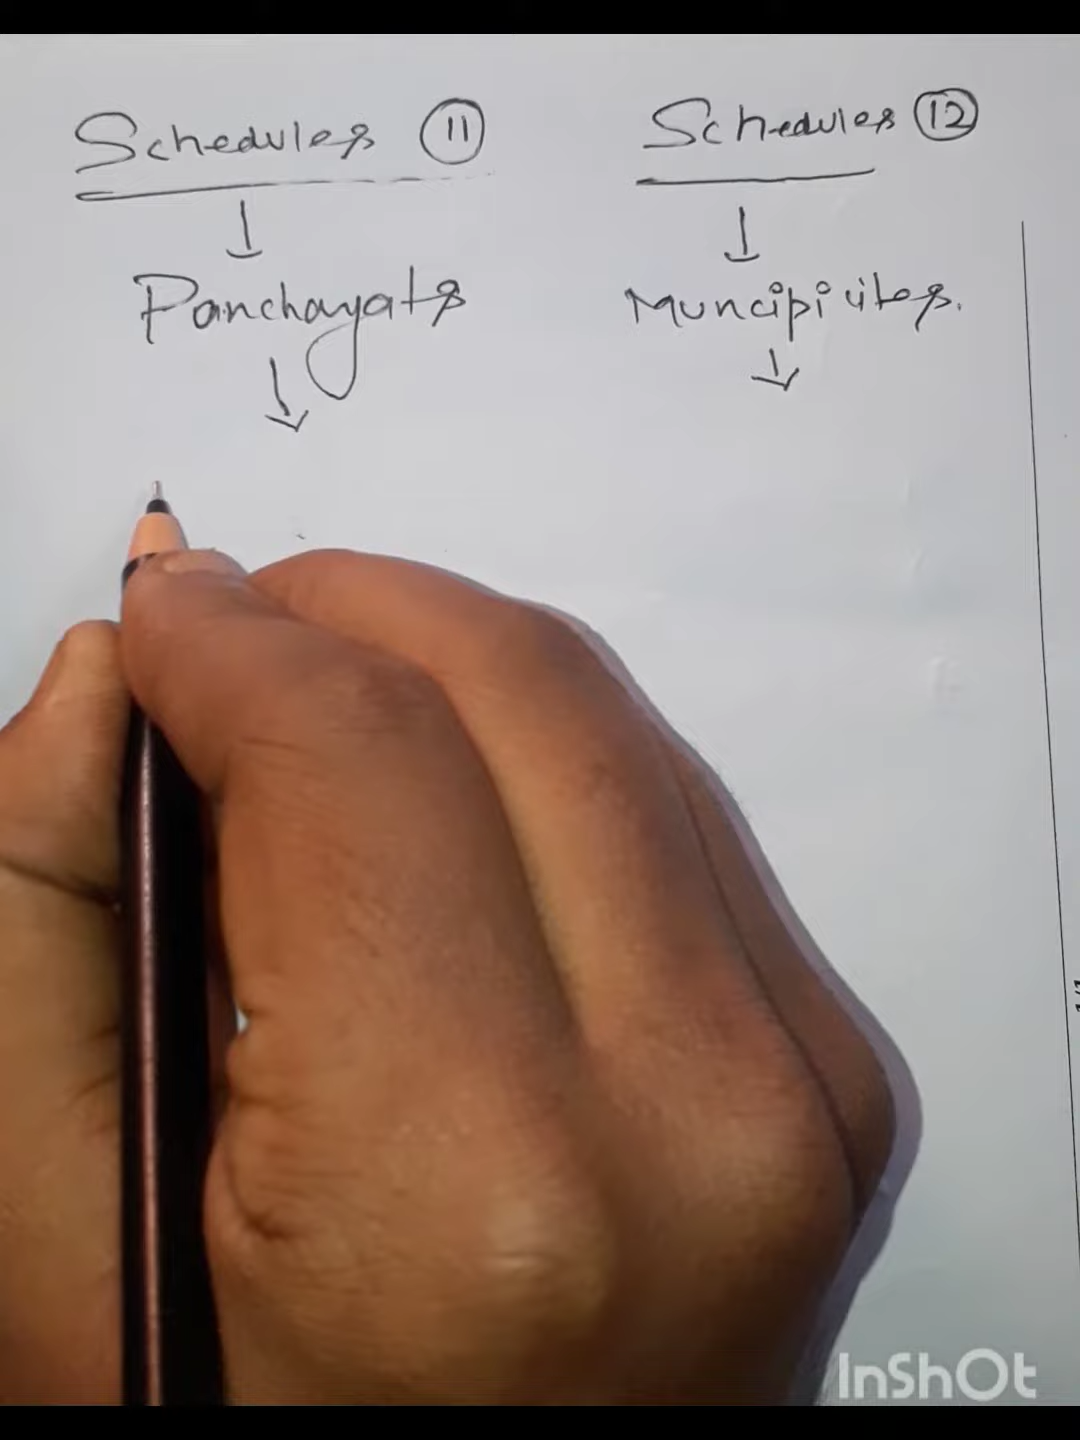 Schedules 11
Schedules 12
Panchayats
Muncipilites.
InShOt